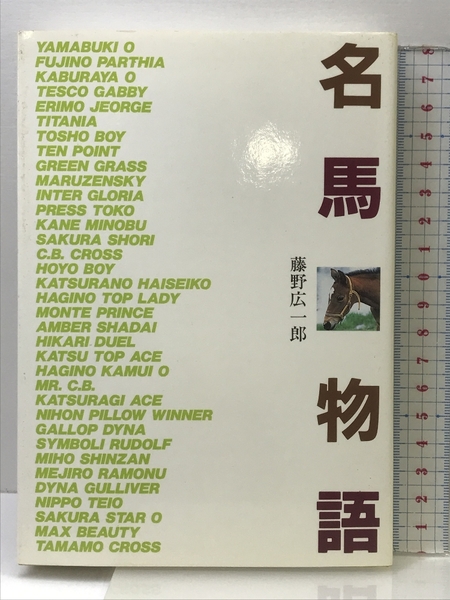 名馬物語
藤野広一郎
YAMABUKI O
FUJINO PARTHIA
KABURAYA O
TESCO GABBY
ERIMO JEORGE
TITANIA
TOSHO BOY
TEN POINT
GREEN GRASS
MARUZENSKY
INTER GLORIA
PRESS TOKO
KANE MINOBU
SAKURA SHORI
C.B. CROSS
HOYO BOY
KATSURANO HAISEIKO
HAGINO TOP LADY
MONTE PRINCE
AMBER SHADAI
HIKARI DUEL
KATSU TOP ACE
HAGINO KAMUI O
MR. C.B.
KATSURAGI ACE
NIHON PILLOW WINNER
GALLOP DYNA
SYMBOLI RUDOLF
MIHO SHINZAN
MEJIRO RAMONU
DYNA GULLIVER
NIPPO TEIO
SAKURA STAR O
MAX BEAUTY
TAMAMO CROSS